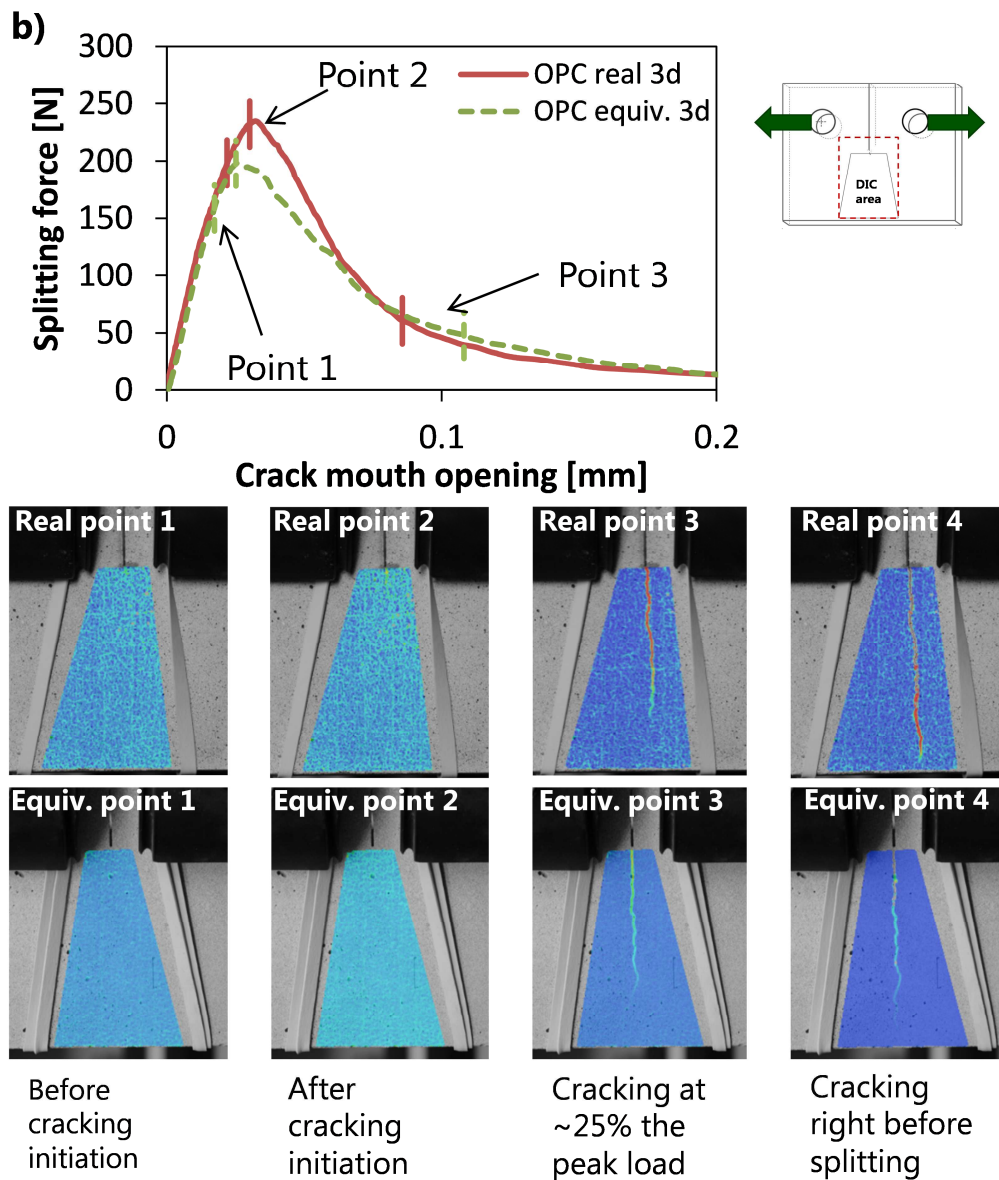 b)
300
250
200
150
100
50
0
Splitting force [N]
0
0.1
0.2
Crack mouth opening [mm]
OPC real 3d
OPC equiv. 3d
Point 2
Point 3
Point 1
DIC
area
Real point 1
Real point 2
Real point 3
Real point 4
Equiv. point 1
Equiv. point 2
Equiv. point 3
Equiv. point 4
Before
cracking
initiation
After
cracking
initiation
Cracking at
~25% the
peak load
Cracking
right before
splitting